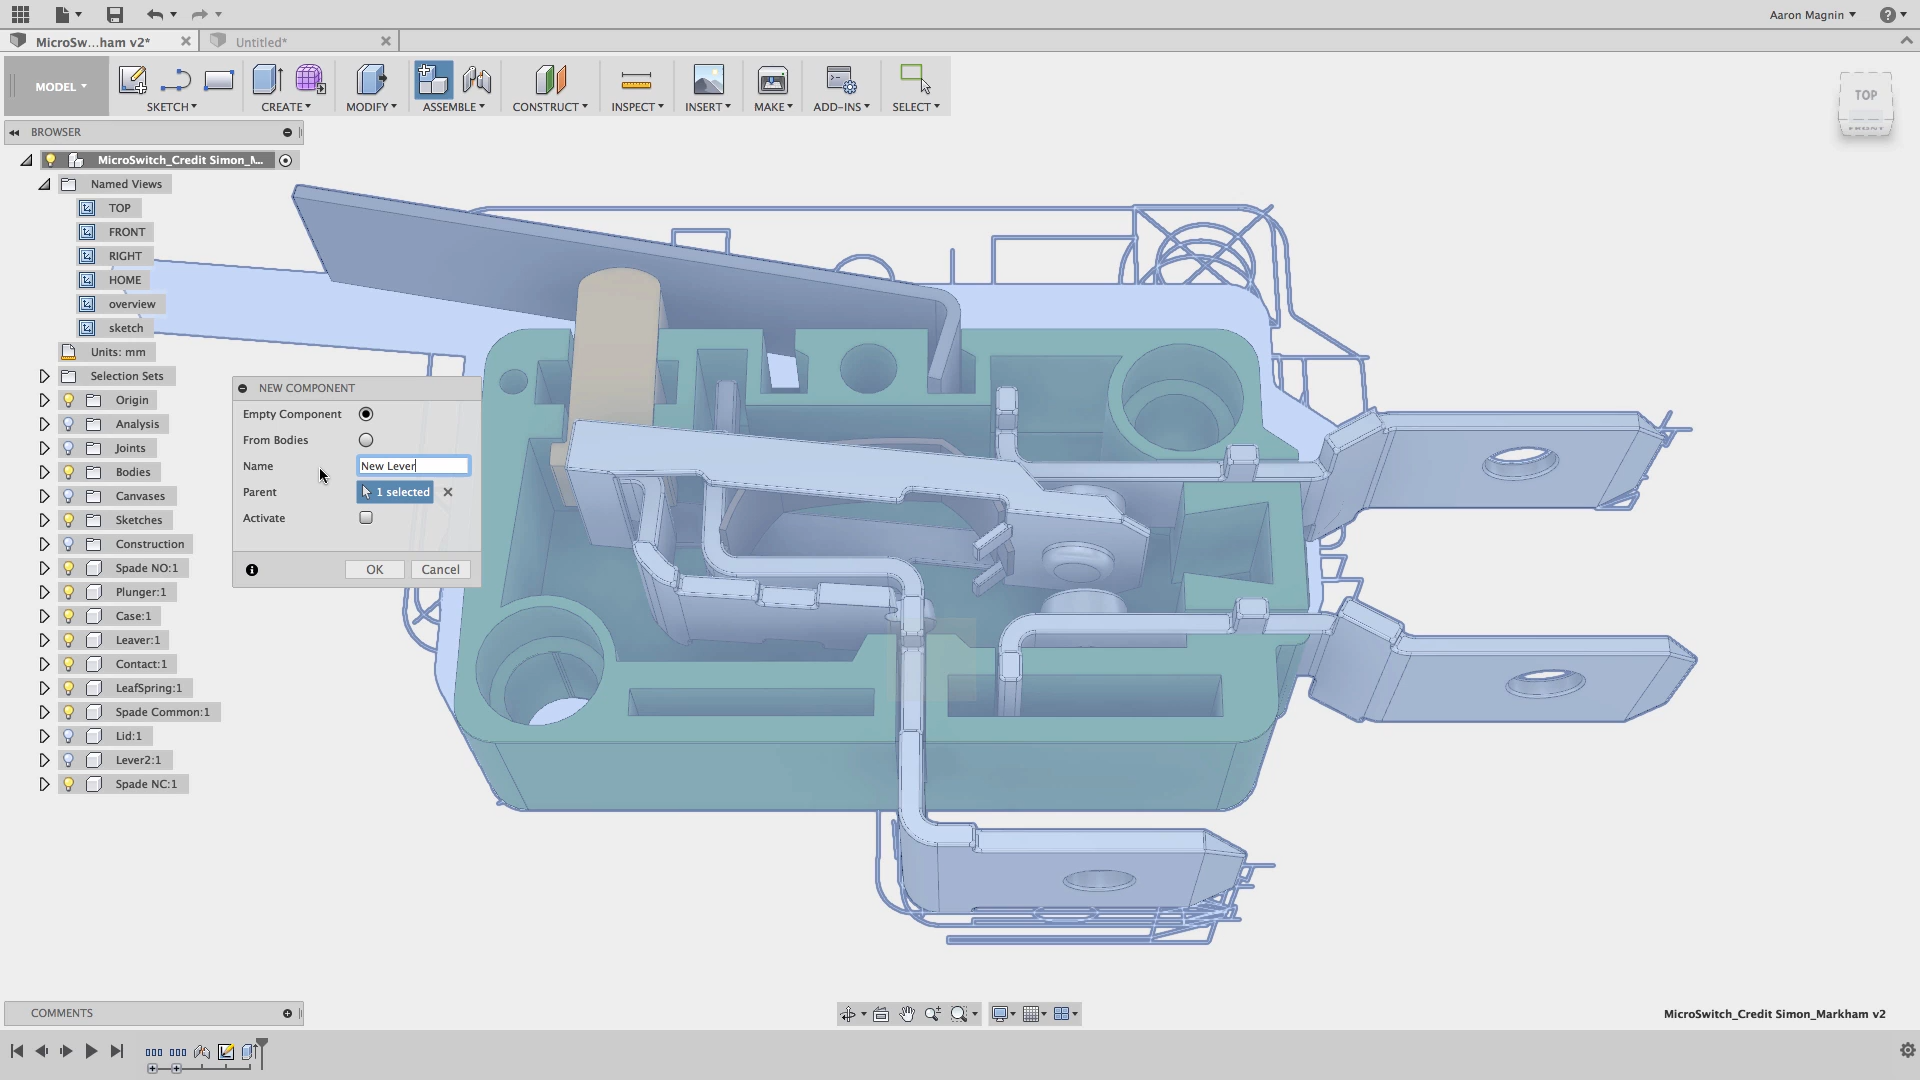 Aaron Magnin
MicroSw...ham v2*
Untitled*
MODEL
SKETCH
CREATE
MODIFY
ASSEMBLE
CONSTRUCT
INSPECT
INSERT
MAKE
ADD-INS
SELECT
TOP
FRONT
BROWSER
MicroSwitch_Credit Simon_M...
Named Views
TOP
FRONT
RIGHT
HOME
overview
sketch
Units: mm
Selection Sets
Origin
Analysis
Joints
Bodies
Canvases
Sketches
Construction
Spade NO:1
Plunger:1
Case:1
Leaver:1
Contact:1
LeafSpring:1
Spade Common:1
Lid:1
Lever2:1
Spade NC:1
NEW COMPONENT
Empty Component
From Bodies
Name New Lever
Parent 1 selected
Activate
OK Cancel
COMMENTS
MicroSwitch_Credit Simon_Markham v2